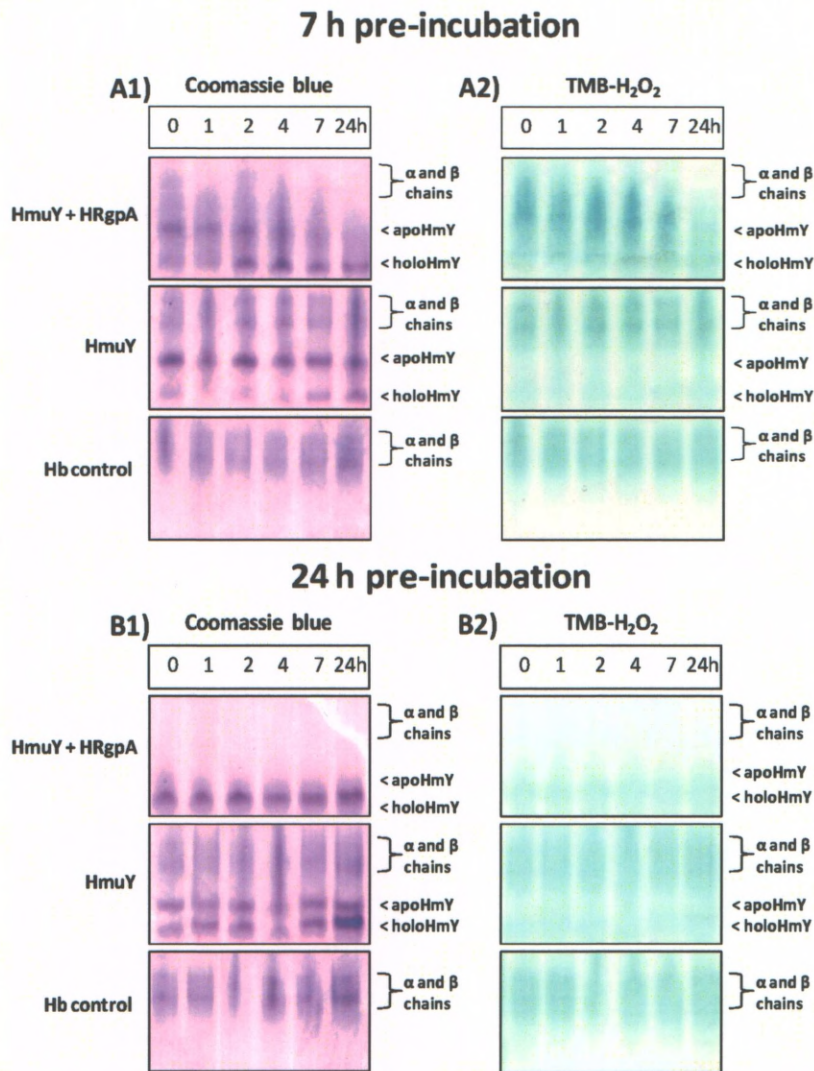 7 h pre-incubation
A1) Coomassie blue
0 1 2 4 7 24h
HmuY + HRgpA
α and β
chains
< apoHmY
< holoHmY
HmuY
α and β
chains
< apoHmY
< holoHmY
Hb control
α and β
chains
A2) TMB-H₂O₂
0 1 2 4 7 24h
α and β
chains
< apoHmY
< holoHmY
α and β
chains
< apoHmY
< holoHmY
α and β
chains
24 h pre-incubation
B1) Coomassie blue
0 1 2 4 7 24h
HmuY + HRgpA
α and β
chains
< apoHmY
< holoHmY
HmuY
α and β
chains
< apoHmY
< holoHmY
Hb control
α and β
chains
B2) TMB-H₂O₂
0 1 2 4 7 24h
α and β
chains
< apoHmY
< holoHmY
α and β
chains
< apoHmY
< holoHmY
α and β
chains